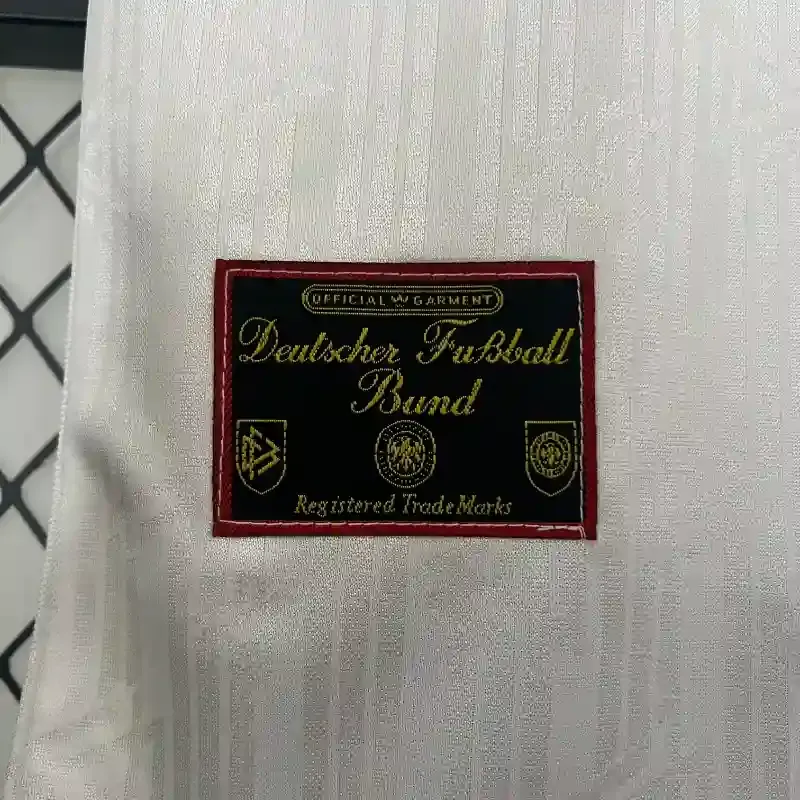 OFFICIAL GARMENT
Deutscher Fußball
Bund
Registered TradeMarks